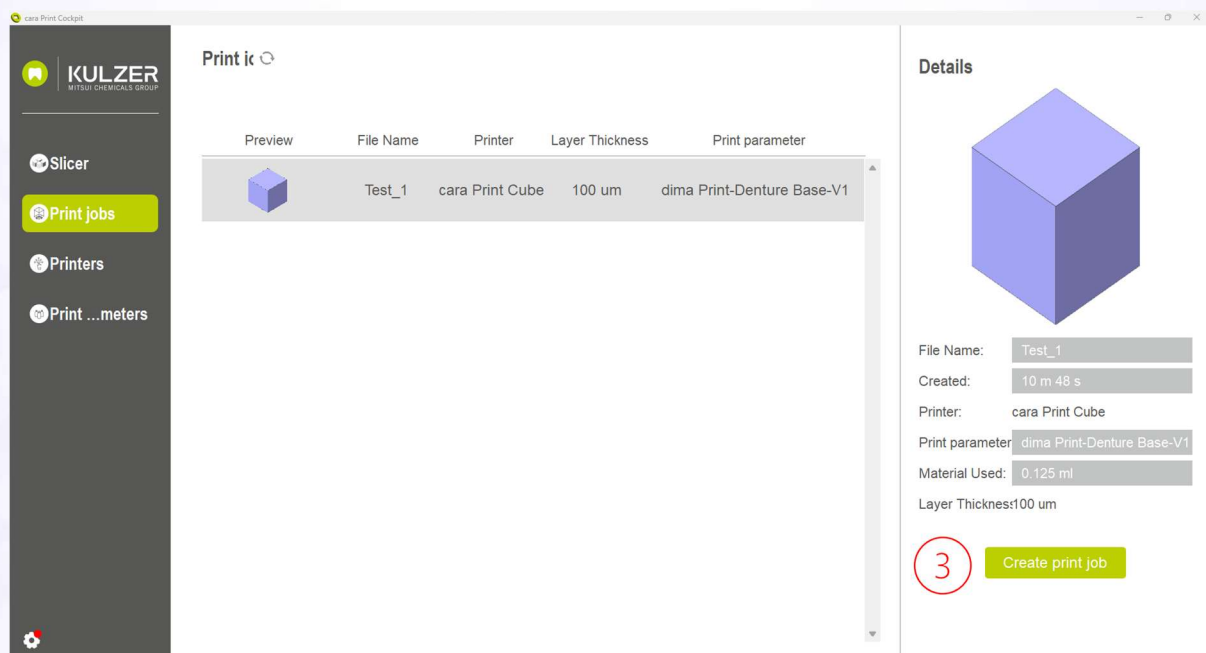 cara Print Cockpit
KULZER
MITSUI CHEMICALS GROUP
Slicer
Print jobs
Printers
Print ...meters
Print
Preview File Name Printer Layer Thickness Print parameter
Test_1 cara Print Cube 100 um dima Print-Denture Base-V1
Details
File Name: Test_1
Created: 10 m 48 s
Printer: cara Print Cube
Print parameter dima Print-Denture Base-V1
Material Used: 0.125 ml
Layer Thickness 100 um
3 Create print job